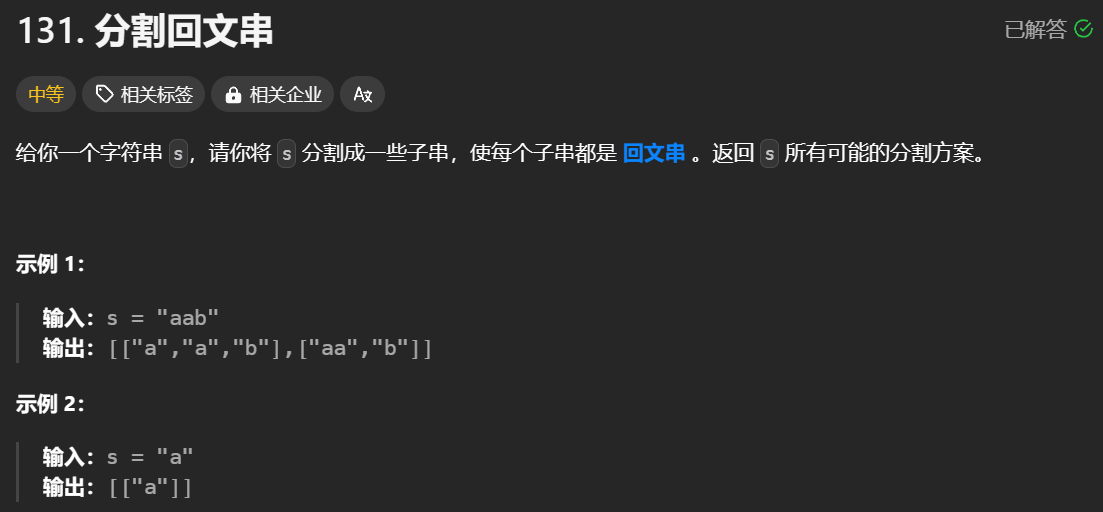 131. 分割回文串
已解答
中等 相关标签 相关企业
给你一个字符串 s，请你将 s 分割成一些子串，使每个子串都是 回文串 。返回 s 所有可能的分割方案。
示例 1：
输入：s = "aab"
输出：[["a","a","b"],["aa","b"]]
示例 2：
输入：s = "a"
输出：[["a"]]